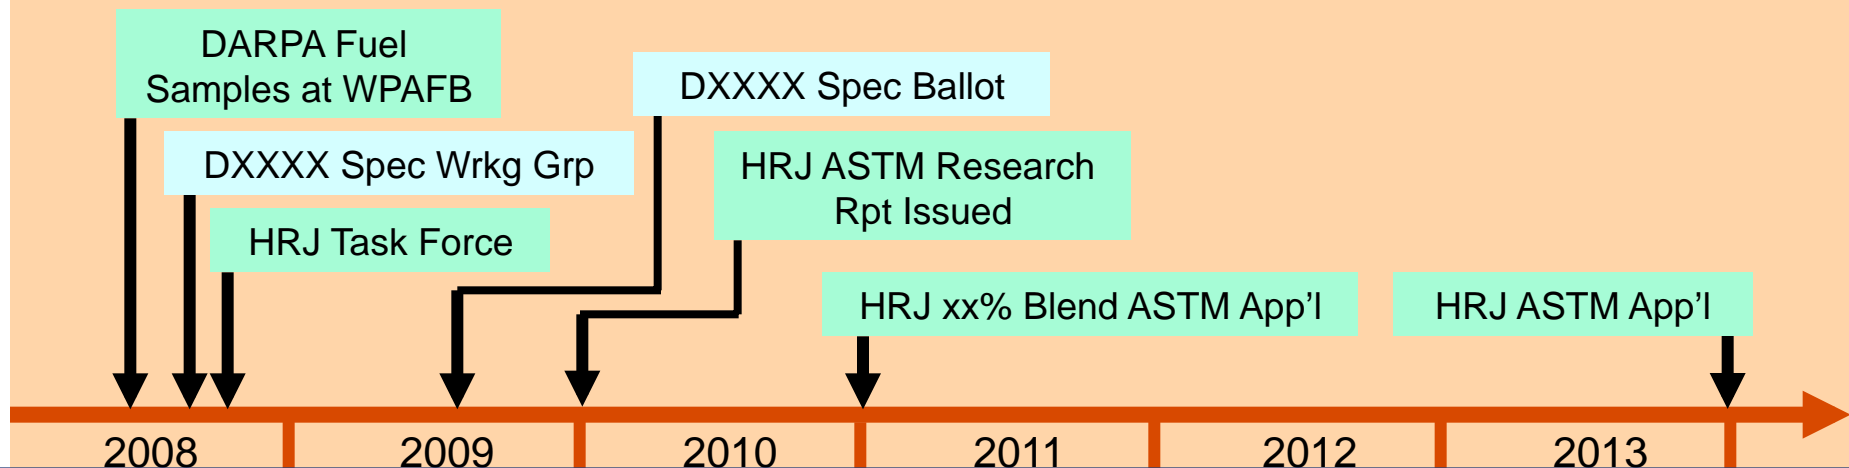 DARPA Fuel
Samples at WPAFB
DXXXX Spec Ballot
DXXXX Spec Wrkg Grp
HRJ ASTM Research
Rpt Issued
HRJ Task Force
HRJ xx% Blend ASTM App'l
HRJ ASTM App'l
2008 2009 2010 2011 2012 2013